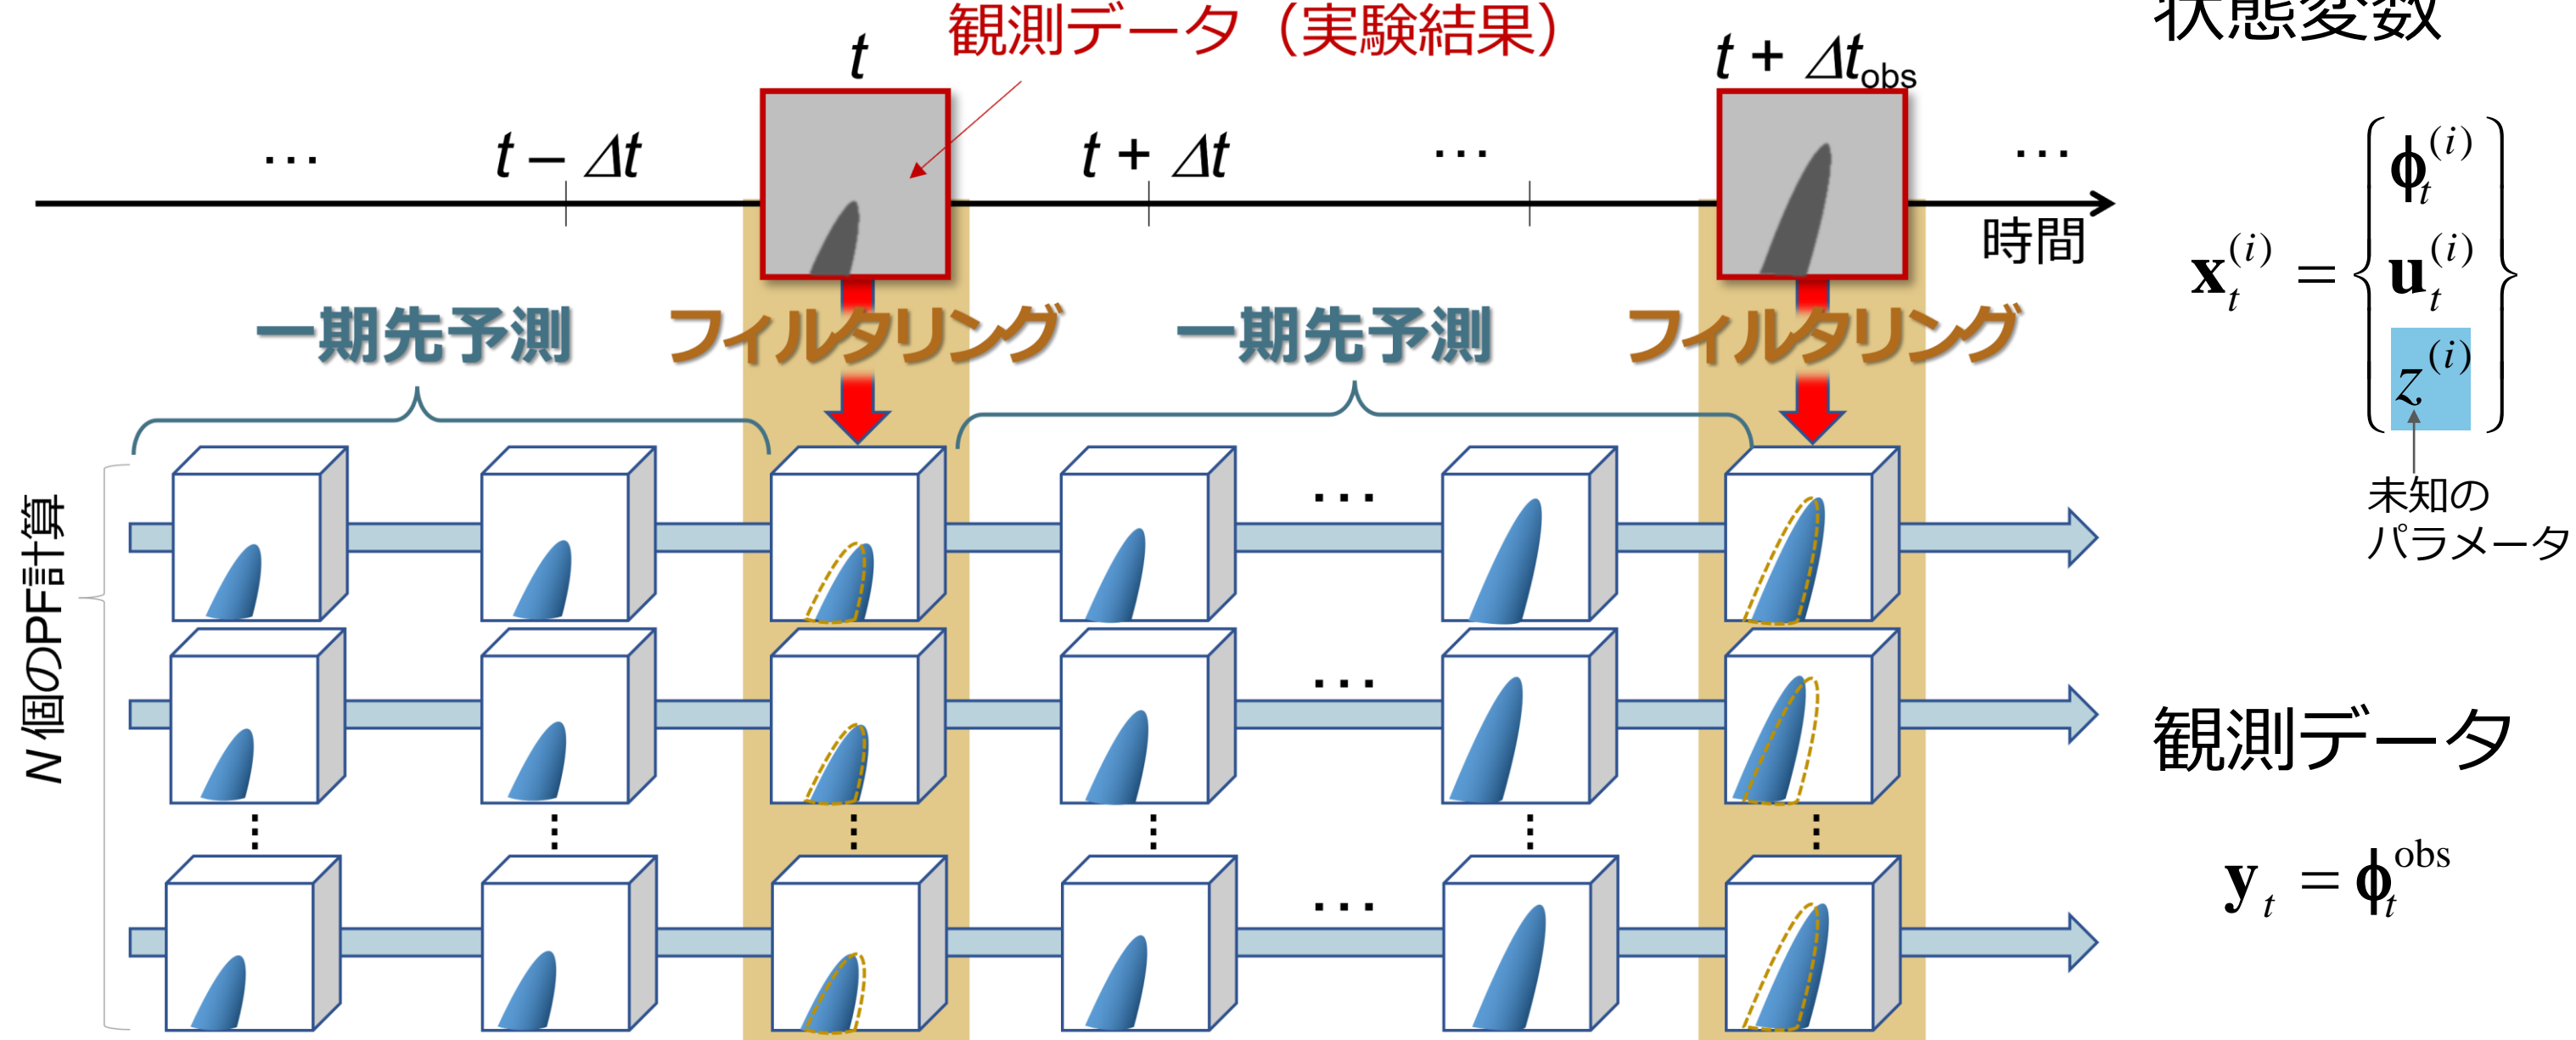 観測データ（実験結果）
状態変数
t
t + Δt_obs
…
t – Δt
t + Δt
…
…
時間
一期先予測
フィルタリング
一期先予測
フィルタリング
x_t^(i) = { ϕ_t^(i)
u_t^(i)
z^(i) }
未知の
パラメータ
N 個のPF計算
…
…
…
観測データ
y_t = ϕ_t^obs